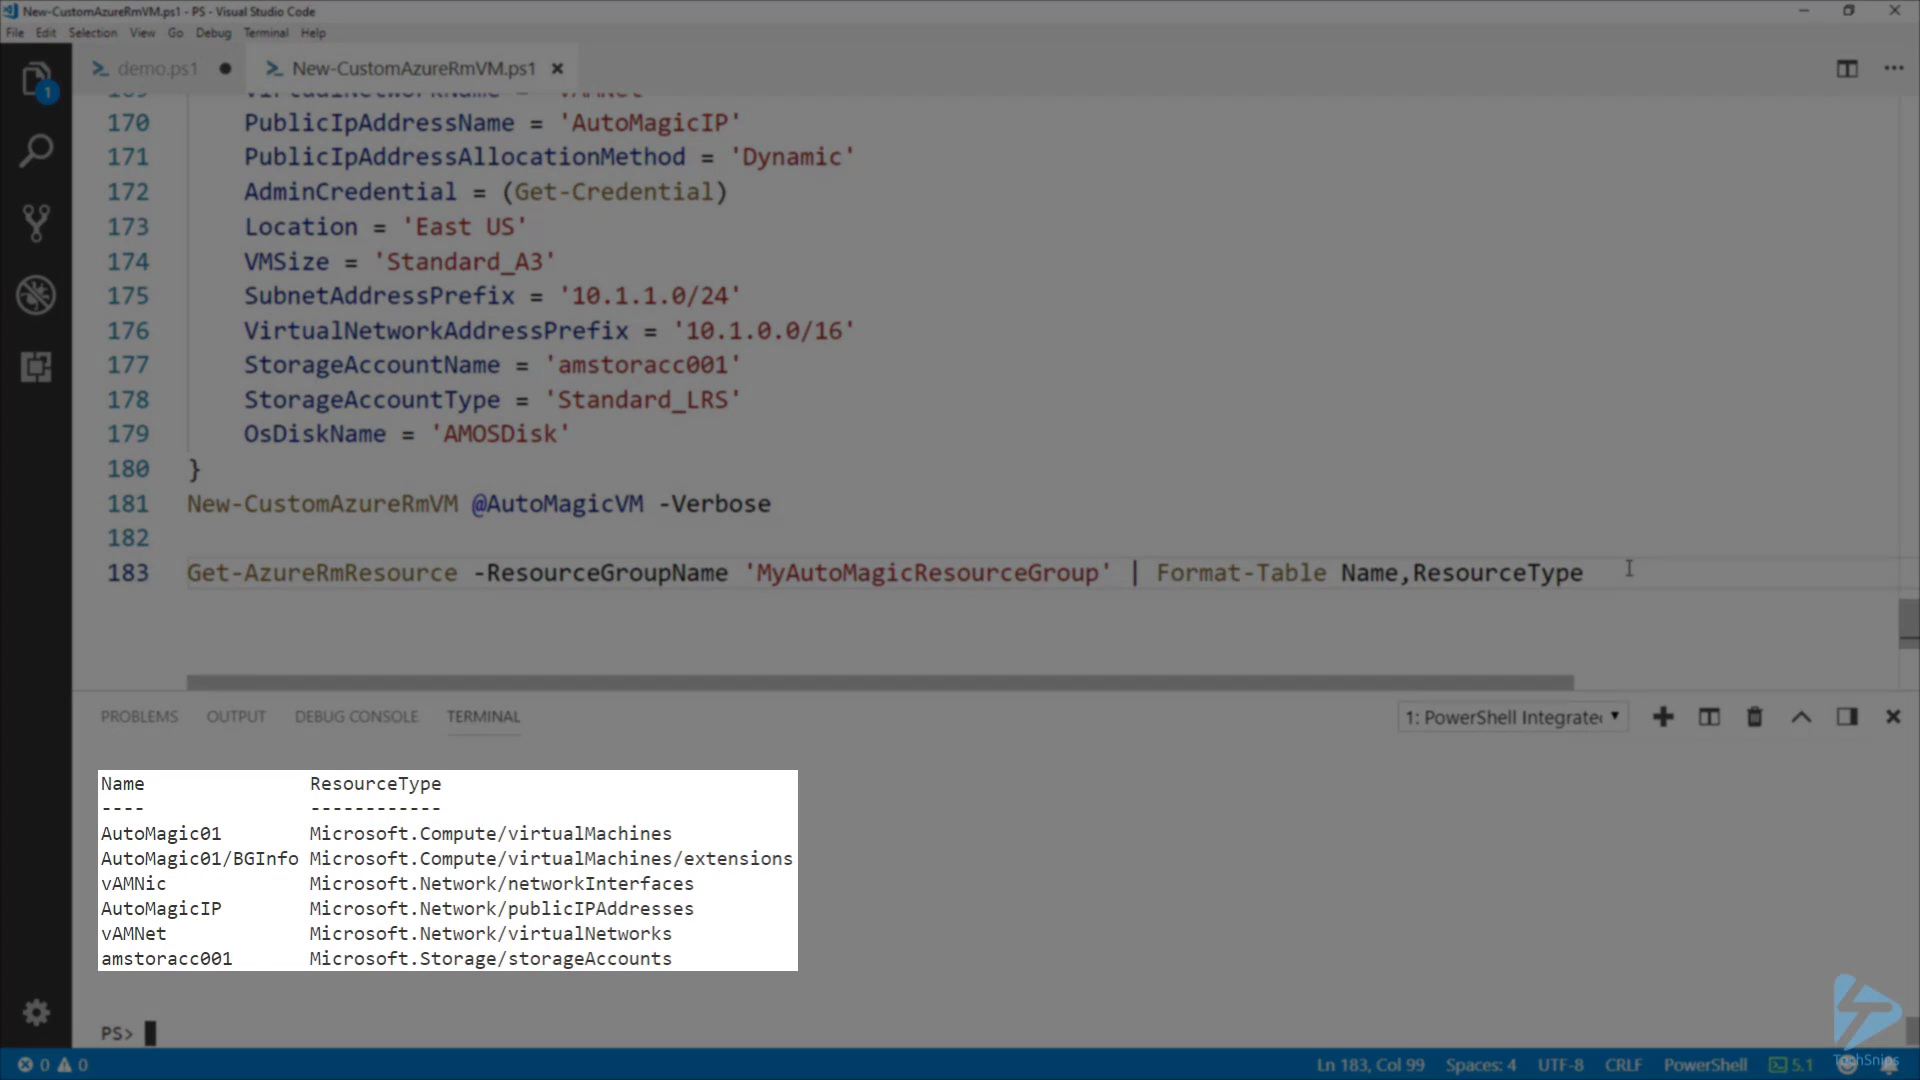 New-CustomAzureRmVM.ps1 - PS - Visual Studio Code
File Edit Selection View Go Debug Terminal Help
demo.ps1 New-CustomAzureRmVM.ps1
1
170 PublicIpAddressName = 'AutoMagicIP'
171 PublicIpAddressAllocationMethod = 'Dynamic'
172 AdminCredential = (Get-Credential)
173 Location = 'East US'
174 VMSize = 'Standard_A3'
175 SubnetAddressPrefix = '10.1.1.0/24'
176 VirtualNetworkAddressPrefix = '10.1.0.0/16'
177 StorageAccountName = 'amstoracc001'
178 StorageAccountType = 'Standard_LRS'
179 OsDiskName = 'AMOSDisk'
180 }
181 New-CustomAzureRmVM @AutoMagicVM -Verbose
182
183 Get-AzureRmResource -ResourceGroupName 'MyAutoMagicResourceGroup' | Format-Table Name,ResourceType
PROBLEMS OUTPUT DEBUG CONSOLE TERMINAL 1: PowerShell Integrate
Name ResourceType
---- ------------
AutoMagic01 Microsoft.Compute/virtualMachines
AutoMagic01/BGInfo Microsoft.Compute/virtualMachines/extensions
vAMNic Microsoft.Network/networkInterfaces
AutoMagicIP Microsoft.Network/publicIPAddresses
vAMNet Microsoft.Network/virtualNetworks
amstoracc001 Microsoft.Storage/storageAccounts
PS>
0 0 Ln 183, Col 99 Spaces: 4 UTF-8 CRLF PowerShell 5.1
TechSnips